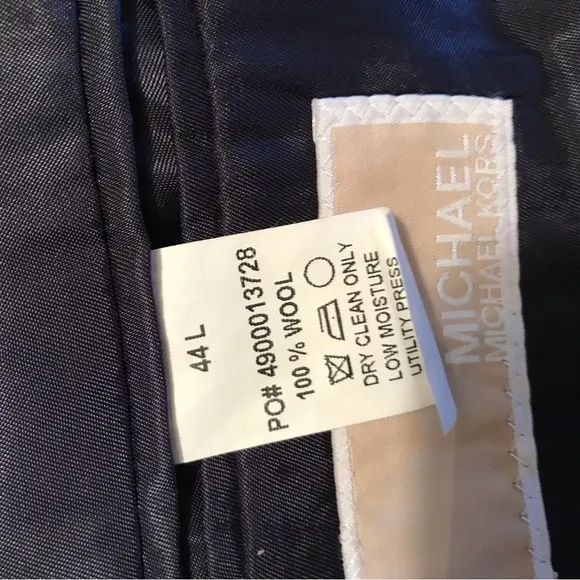 44 L
PO# 4900013728
100 % WOOL
DRY CLEAN ONLY
LOW MOISTURE
UTILITY PRESS
MICHAEL
MICHAEL KORS